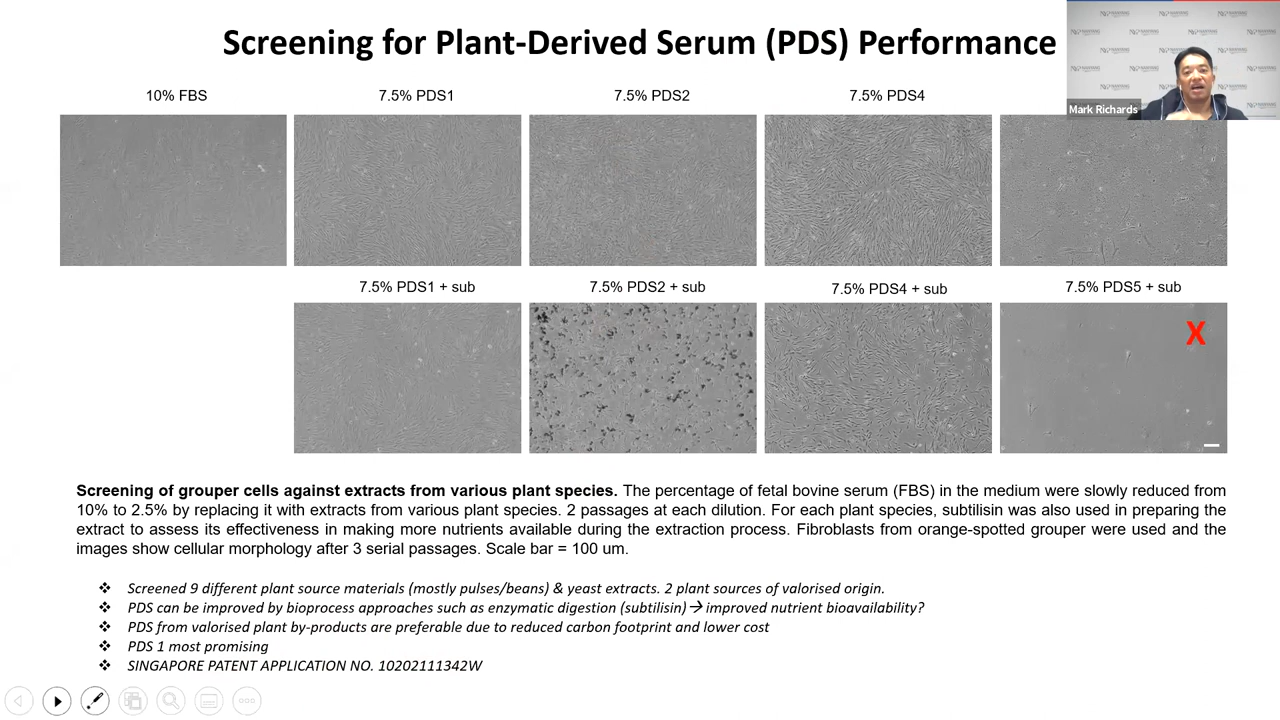 Screening for Plant-Derived Serum (PDS) Performance
Mark Richards
10% FBS
7.5% PDS1
7.5% PDS2
7.5% PDS4
7.5% PDS1 + sub
7.5% PDS2 + sub
7.5% PDS4 + sub
7.5% PDS5 + sub
X
Screening of grouper cells against extracts from various plant species. The percentage of fetal bovine serum (FBS) in the medium were slowly reduced from
10% to 2.5% by replacing it with extracts from various plant species. 2 passages at each dilution. For each plant species, subtilisin was also used in preparing the
extract to assess its effectiveness in making more nutrients available during the extraction process. Fibroblasts from orange-spotted grouper were used and the
images show cellular morphology after 3 serial passages. Scale bar = 100 um.
❖ Screened 9 different plant source materials (mostly pulses/beans) & yeast extracts. 2 plant sources of valorised origin.
❖ PDS can be improved by bioprocess approaches such as enzymatic digestion (subtilisin) → improved nutrient bioavailability?
❖ PDS from valorised plant by-products are preferable due to reduced carbon footprint and lower cost
❖ PDS 1 most promising
❖ SINGAPORE PATENT APPLICATION NO. 10202111342W